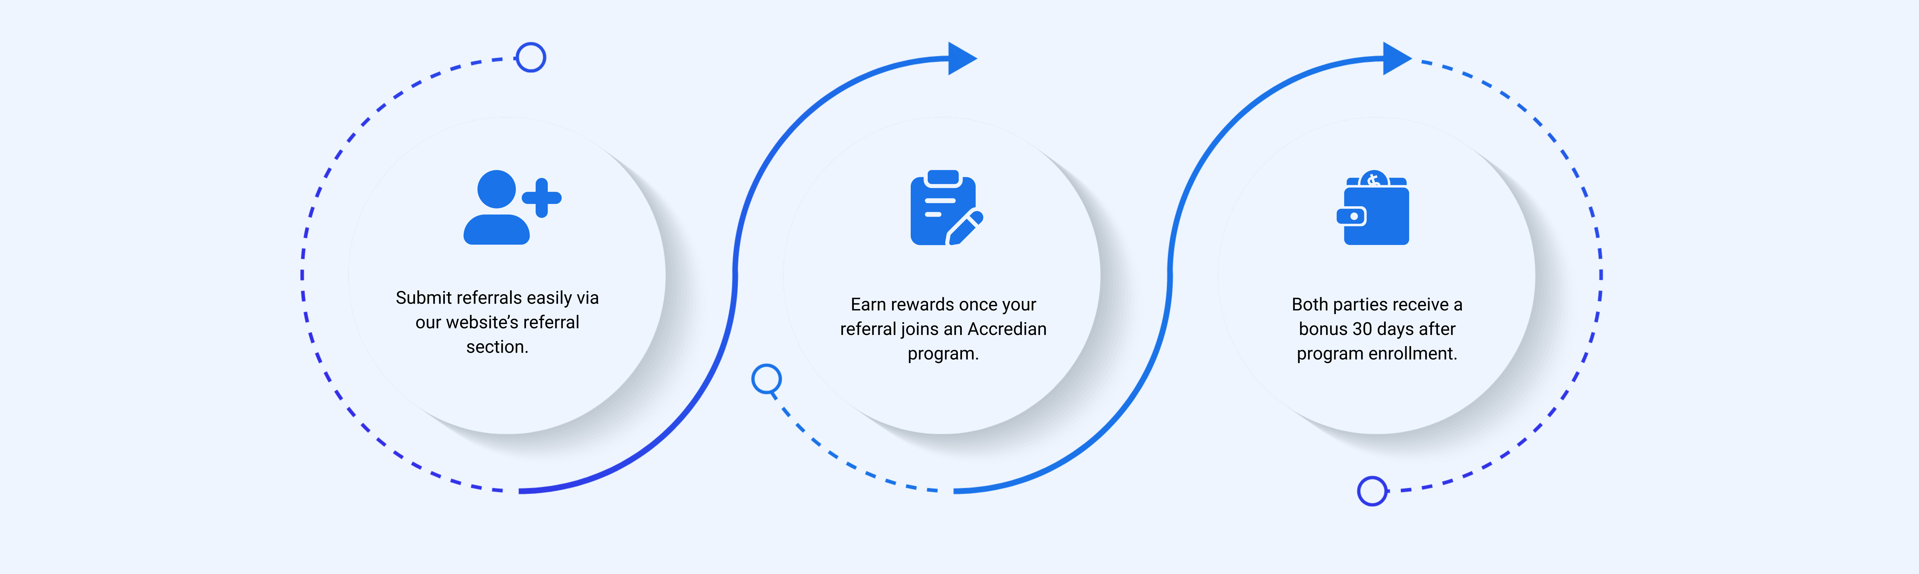 Submit referrals easily via
our website’s referral
section.
Earn rewards once your
referral joins an Accredian
program.
$
Both parties receive a
bonus 30 days after
program enrollment.